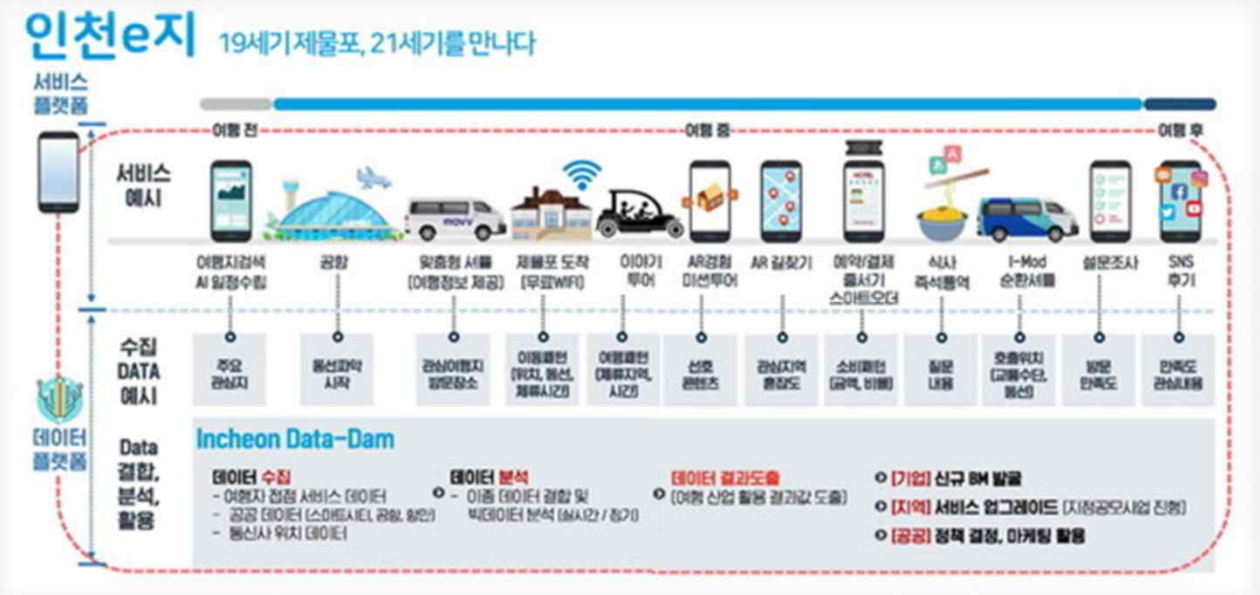 인천e지 19세기 제물포, 21세기를 만나다
서비스
플랫폼
여행 전
여행 중
여행 후
서비스
예시
movv
HOTEL
여행지검색
AI 일정수립
공항
맞춤형 셔틀
(여행정보 제공)
제물포 도착
(무료WIFI)
이야기
투어
AR경험
미션투어
AR 길찾기
예약/결제
줄서기
스마트오더
식사
즉석통역
I-Mod
순환셔틀
설문조사
SNS
후기
수집
DATA
예시
주요
관심지
동선파악
시작
관심여행지
방문장소
이동패턴
(위치, 동선,
체류시간)
여행패턴
(체류지역,
시간)
선호
콘텐츠
관심지역
혼잡도
소비패턴
(금액, 비율)
질문
내용
호출위치
(교통수단,
동선)
방문
만족도
만족도
관심내용
데이터
플랫폼
Data
결합,
분석,
활용
Incheon Data-Dam
데이터 수집
- 여행자 접점 서비스 데이터
- 공공 데이터 (스마트시티, 공항, 항만)
- 통신사 위치 데이터
데이터 분석
- 이종 데이터 결합 및
빅데이터 분석 (실시간 / 정기)
데이터 결과도출
(여행 산업 활용 결과값 도출)
[기업] 신규 BM 발굴
[지역] 서비스 업그레이드 (지정공모사업 진행)
[공공] 정책 결정, 마케팅 활용